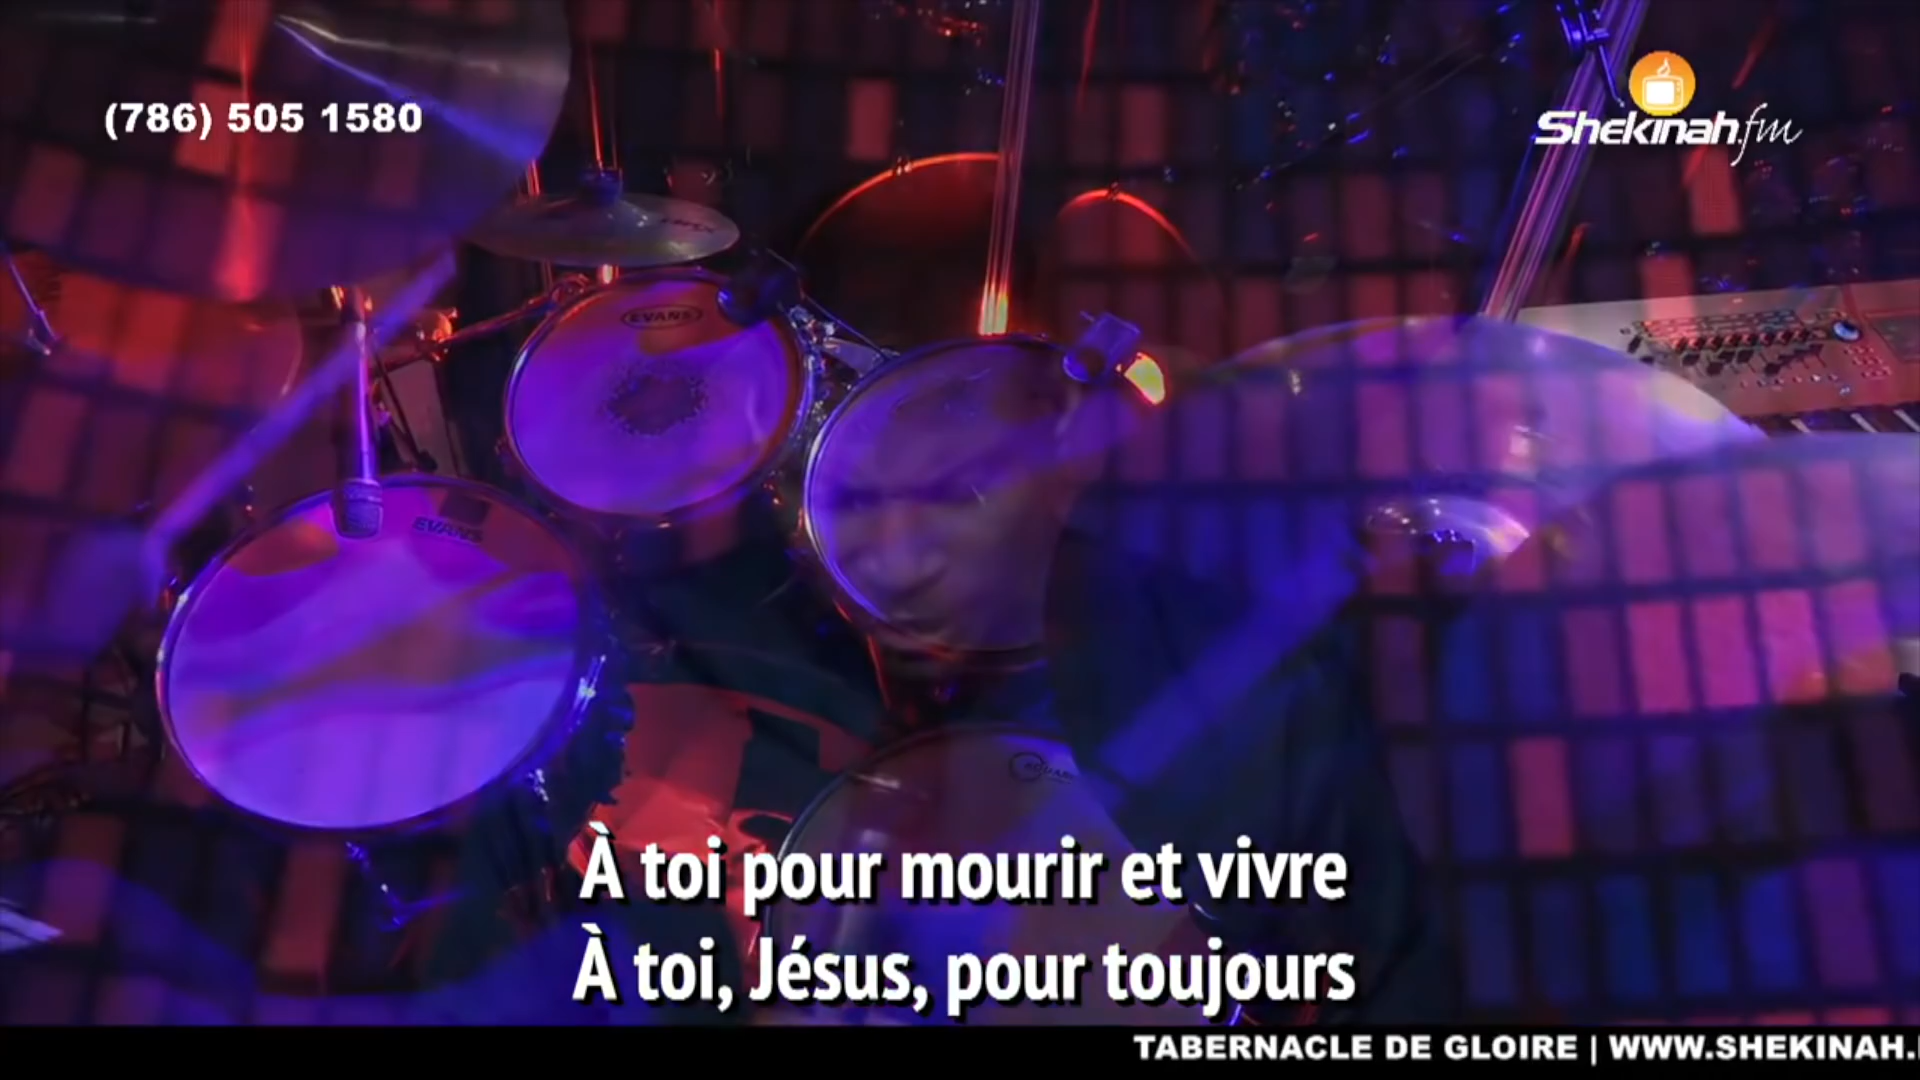 (786) 505 1580
Shekinah.fm
EVANS
EVANS
À toi pour mourir et vivre
À toi, Jésus, pour toujours
TABERNACLE DE GLOIRE | WWW.SHEKINAH.